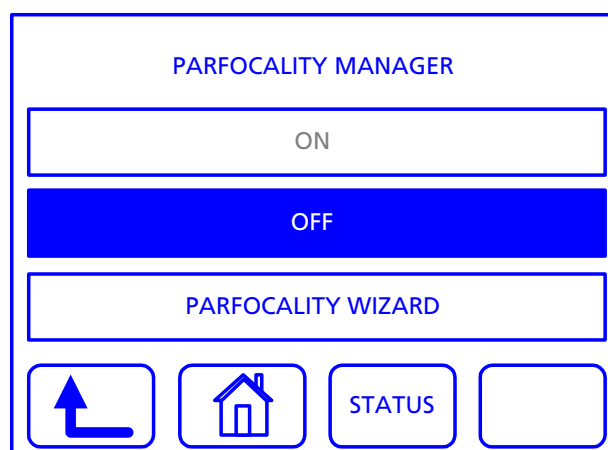 PARFOCALITY MANAGER
ON
OFF
PARFOCALITY WIZARD
STATUS